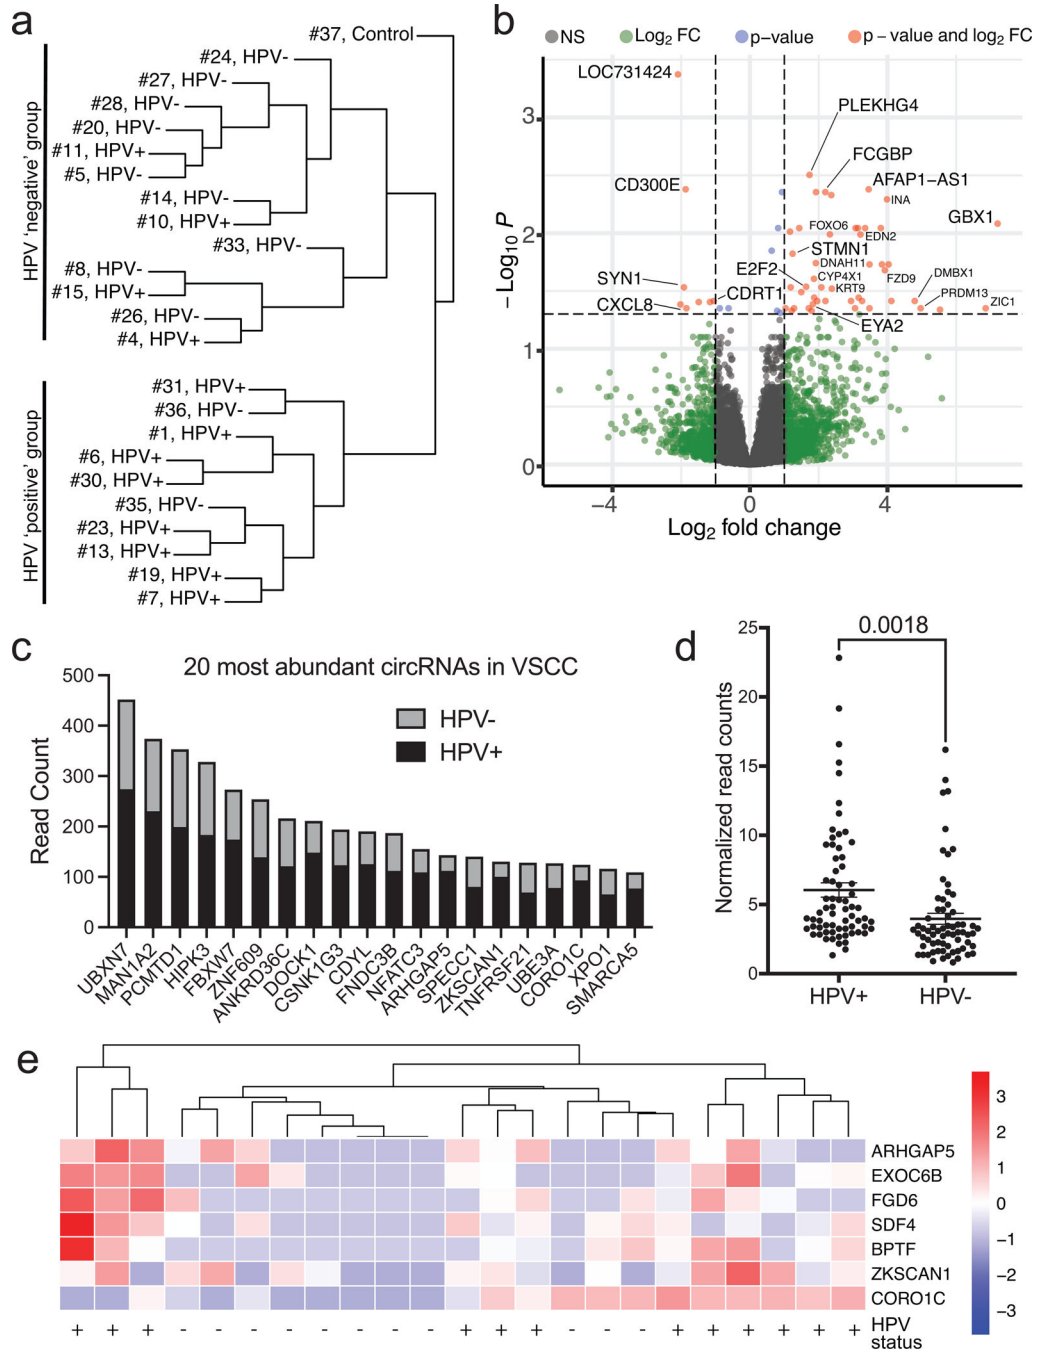 a
#37, Control
#24, HPV-
#27, HPV-
#28, HPV-
#20, HPV-
#11, HPV+
#5, HPV-
#14, HPV-
#10, HPV+
#33, HPV-
#8, HPV-
#15, HPV+
#26, HPV-
#4, HPV+
HPV 'negative' group
#31, HPV+
#36, HPV-
#1, HPV+
#6, HPV+
#30, HPV+
#35, HPV-
#23, HPV+
#13, HPV+
#19, HPV+
#7, HPV+
HPV 'positive' group
b
NS Log2 FC p-value p – value and log2 FC
LOC731424
PLEKHG4
FCGBP
CD300E
AFAP1-AS1
INA
GBX1
FOXO6
EDN2
STMN1
DNAH11
E2F2
SYN1
CYP4X1
FZD9
DMBX1
KRT9
CDRT1
PRDM13
CXCL8
ZIC1
EYA2
3
2
1
0
–Log10 P
−4 0 4
Log2 fold change
c
20 most abundant circRNAs in VSCC
HPV-
HPV+
500
400
300
200
100
0
Read Count
UBXN7
MAN1A2
PCMTD1
HIPK3
FBXW7
ZNF609
ANKRD36C
DOCK1
CSNK1G3
CDYL
FNDC3B
NFATC3
ARHGAP5
SPECC1
ZKSCAN1
TNFRSF21
UBE3A
CORO1C
XPO1
SMARCA5
d
0.0018
25
20
15
10
5
0
Normalized read counts
HPV+ HPV-
e
ARHGAP5
EXOC6B
FGD6
SDF4
BPTF
ZKSCAN1
CORO1C
+ + + - - - - - - - - + + + - - - + + + + + + HPV
status
3
2
1
0
−1
−2
−3